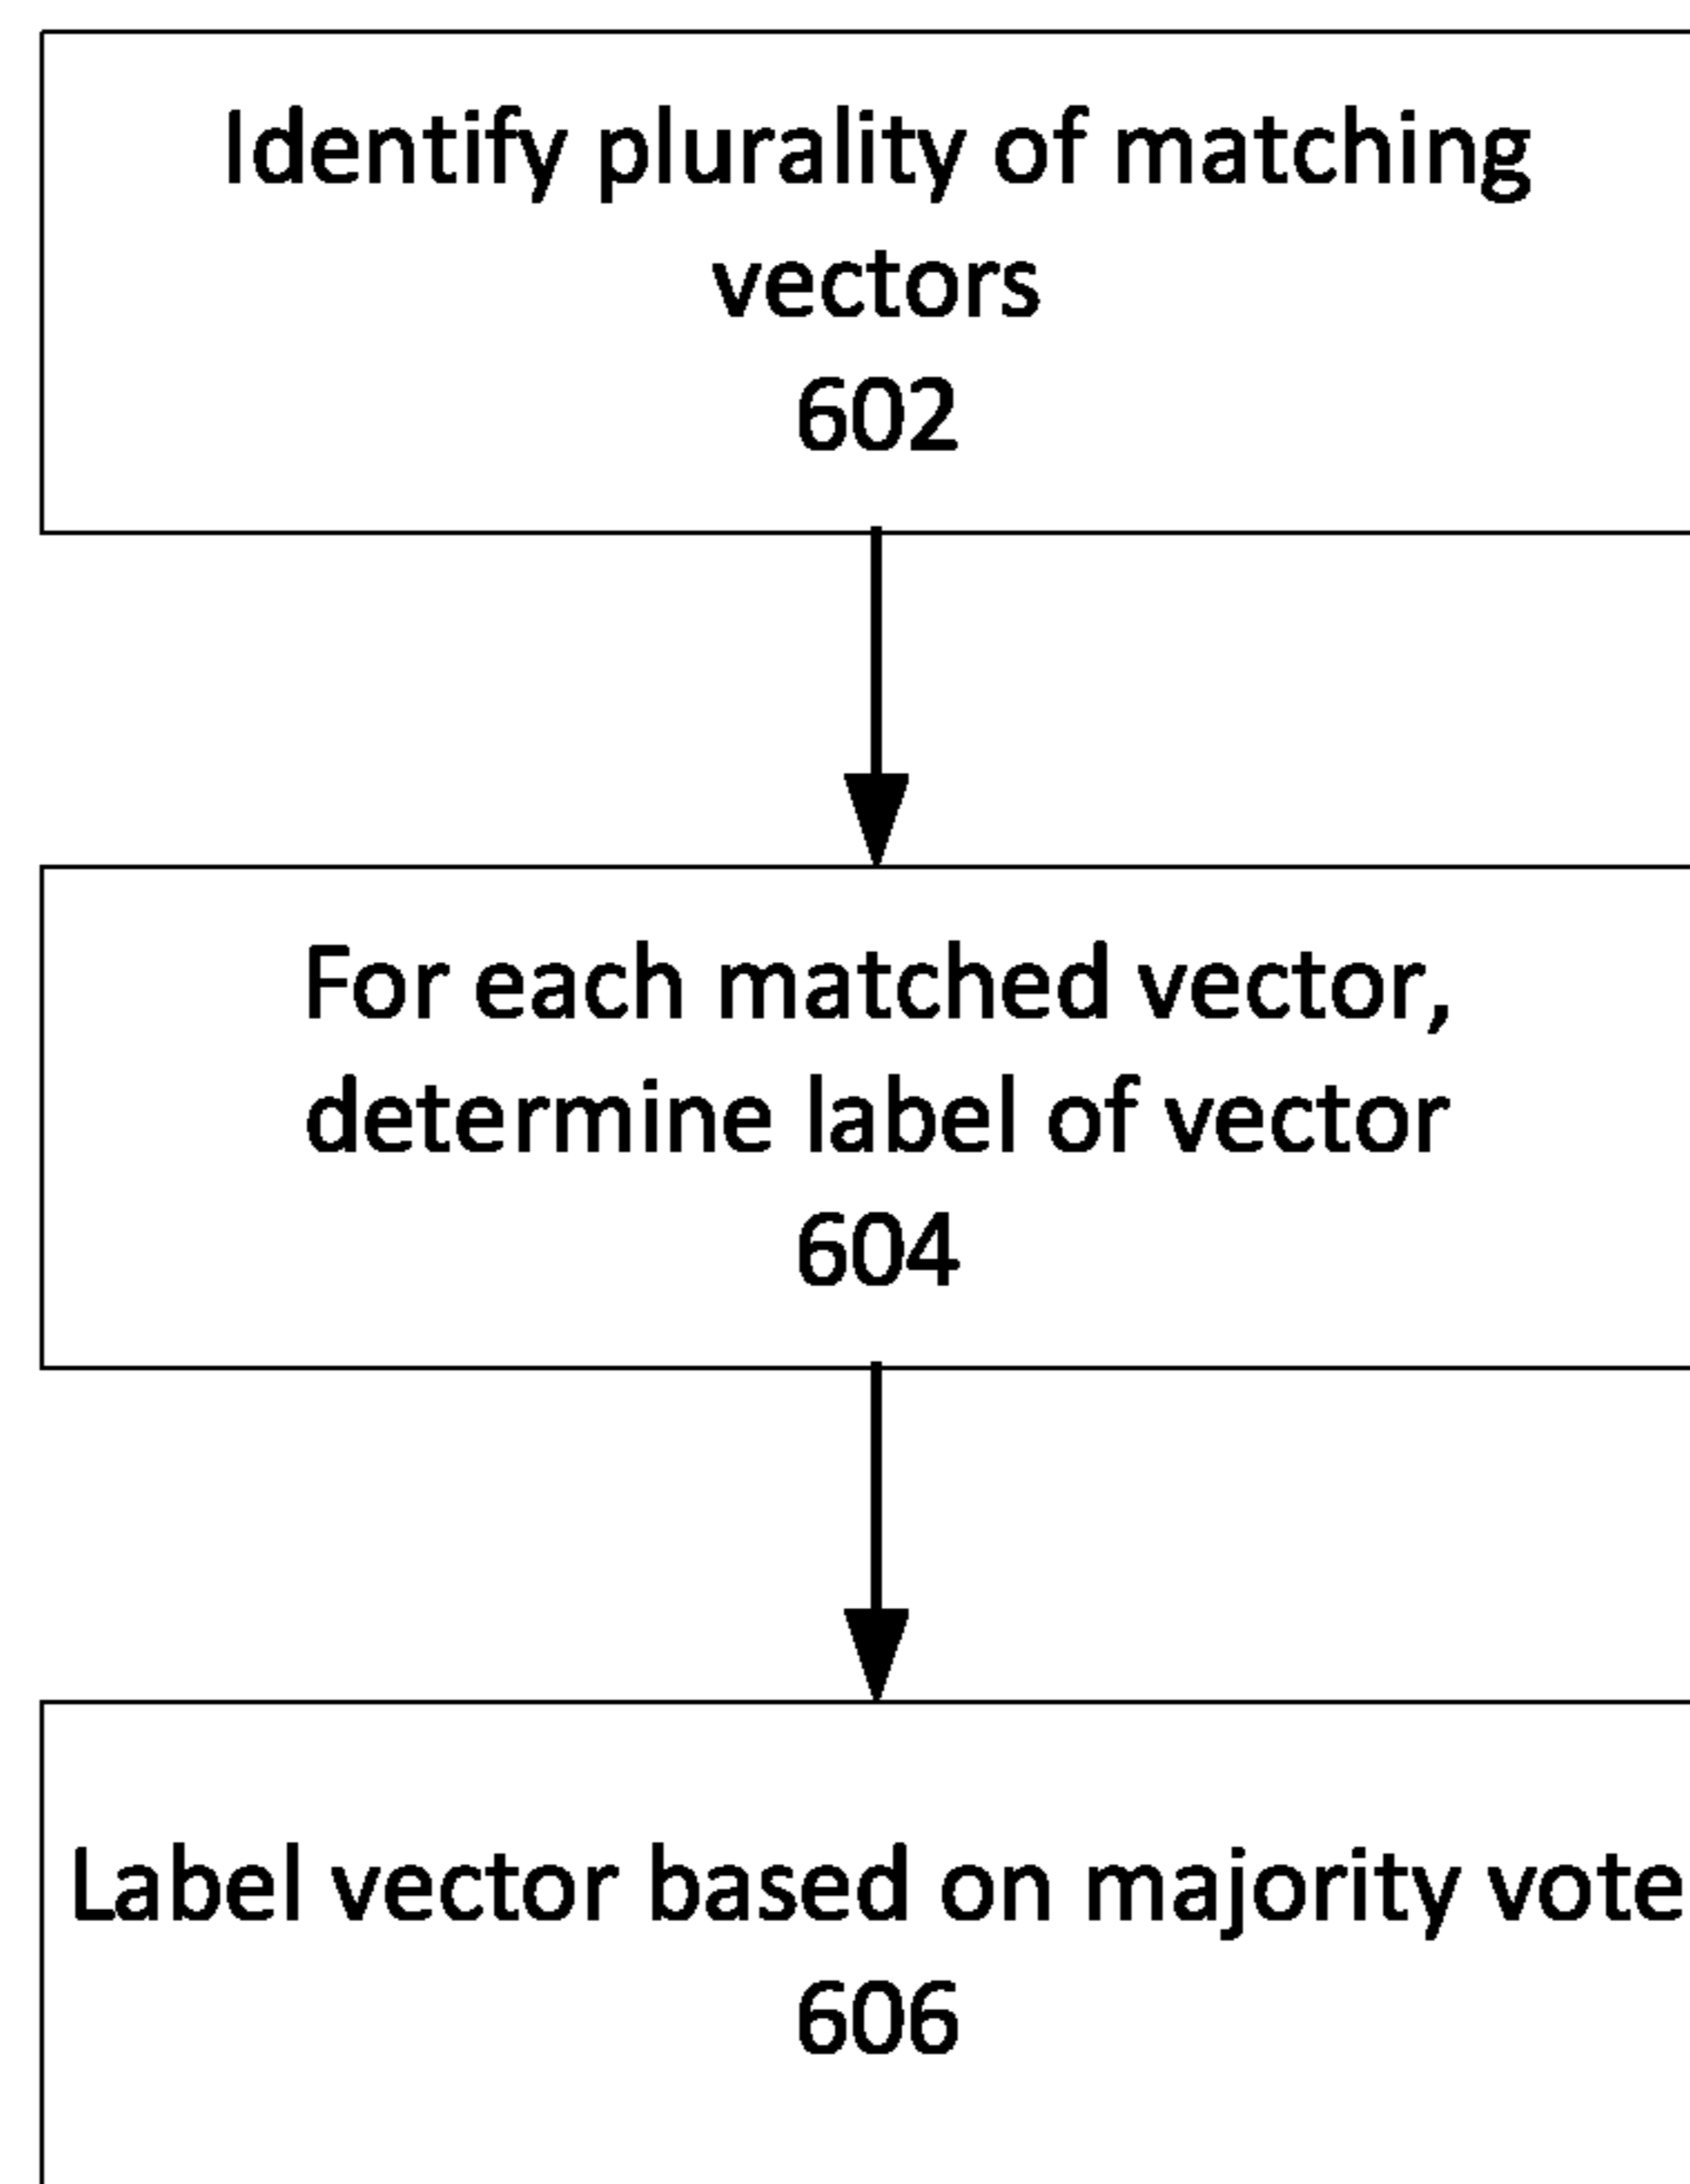 Identify plurality of matching
vectors
602
For each matched vector,
determine label of vector
604
Label vector based on majority vote
606